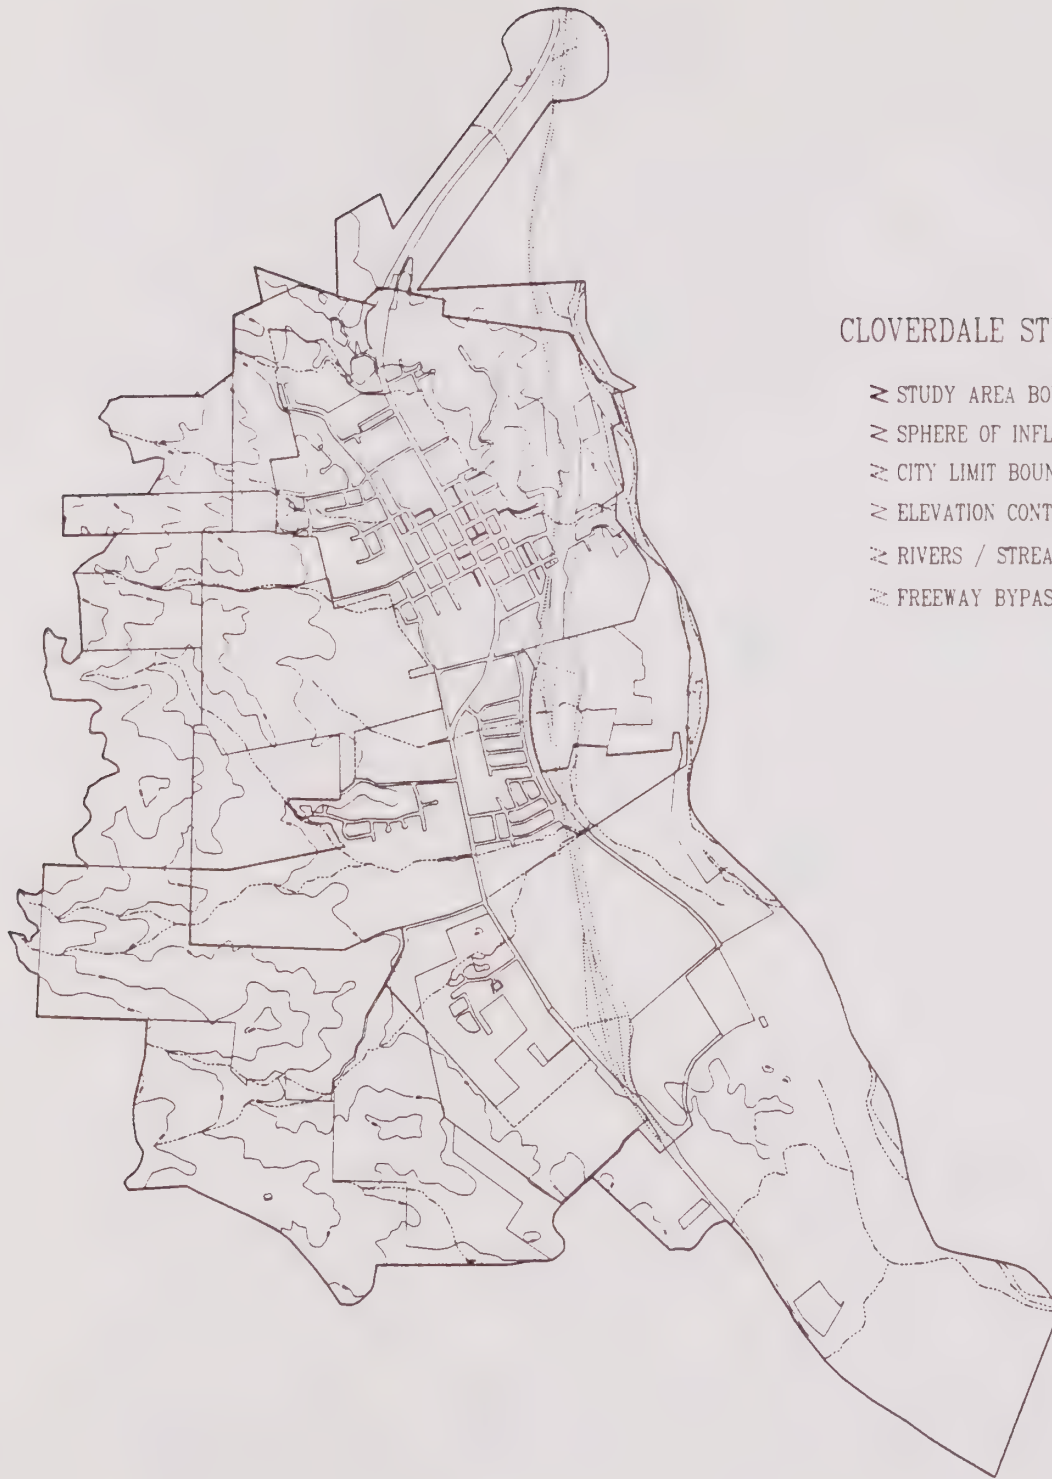 CLOVERDALE ST
STUDY AREA BO
SPHERE OF INFL
CITY LIMIT BOUN
ELEVATION CONT
RIVERS / STREA
FREEWAY BYPAS